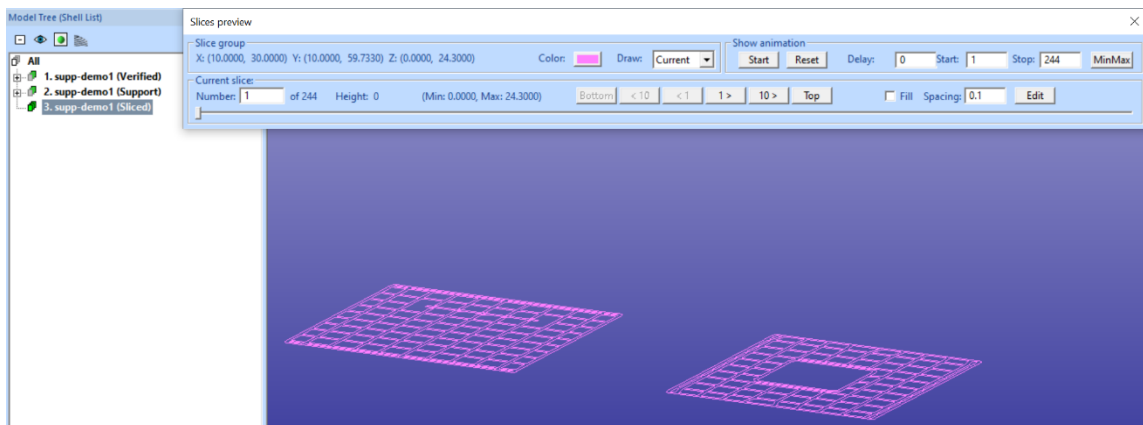 Model Tree (Shell List)
All
1. supp-demo1 (Verified)
2. supp-demo1 (Support)
3. supp-demo1 (Sliced)
Slices preview
Slice group
X: (10.0000, 30.0000) Y: (10.0000, 59.7330) Z: (0.0000, 24.3000) Color: Draw: Current
Show animation
Start Reset Delay: 0 Start: 1 Stop: 244 MinMax
Current slice:
Number: 1 of 244 Height: 0 (Min: 0.0000, Max: 24.3000) Bottom < 10 < 1 1 > 10 > Top Fill Spacing: 0.1 Edit